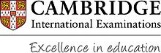 CAMBRIDGE
International Examinations
Excellence in education